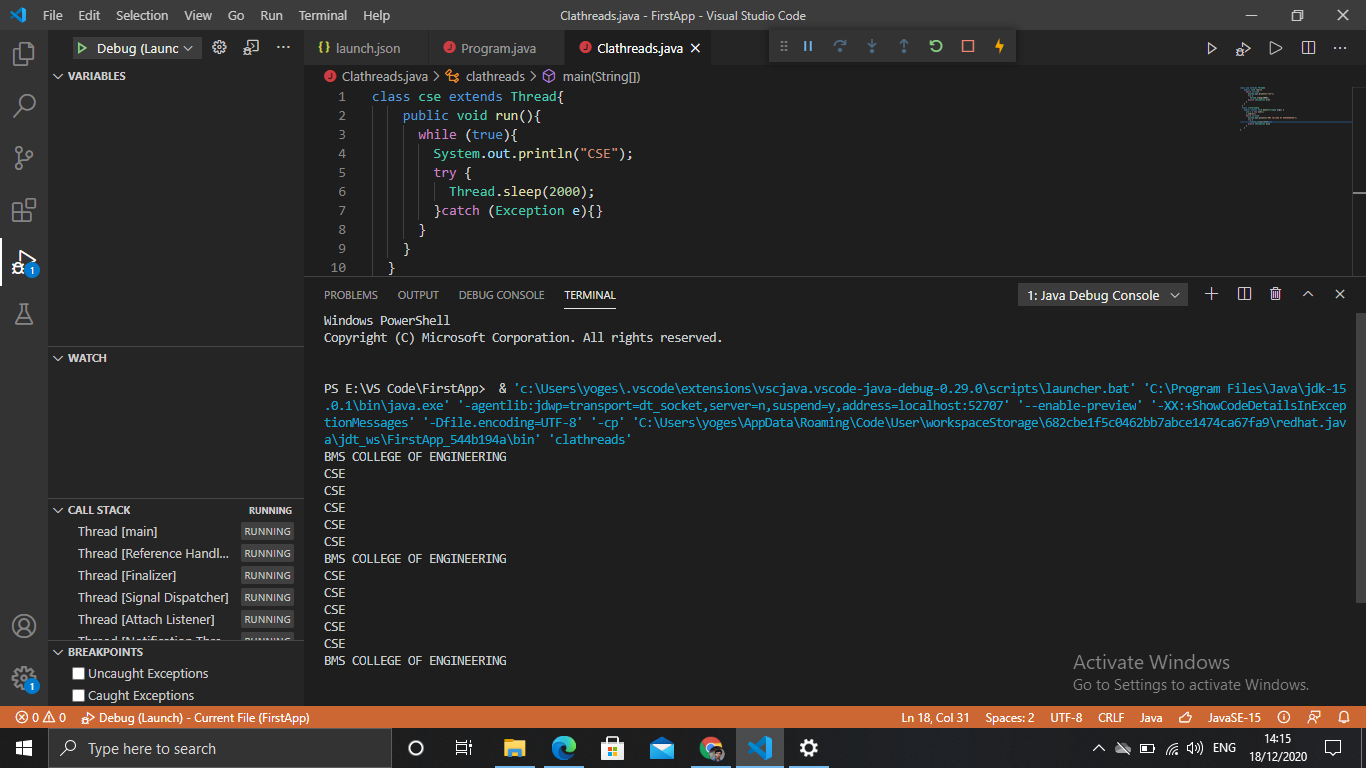 File Edit Selection View Go Run Terminal Help
Clathreads.java - FirstApp - Visual Studio Code
Debug (Launc
launch.json
Program.java
Clathreads.java
VARIABLES
Clathreads.java > clathreads > main(String[])
1 class cse extends Thread{
2 public void run(){
3 while (true){
4 System.out.println("CSE");
5 try {
6 Thread.sleep(2000);
7 }catch (Exception e){}
8 }
9 }
10 }
PROBLEMS OUTPUT DEBUG CONSOLE TERMINAL
1: Java Debug Console
Windows PowerShell
Copyright (C) Microsoft Corporation. All rights reserved.
PS E:\VS Code\FirstApp> & 'c:\Users\yoges\.vscode\extensions\vscjava.vscode-java-debug-0.29.0\scripts\launcher.bat' 'C:\Program Files\Java\jdk-15
.0.1\bin\java.exe' '-agentlib:jdwp=transport=dt_socket,server=n,suspend=y,address=localhost:52707' '--enable-preview' '-XX:+ShowCodeDetailsInExce
ptionMessages' '-Dfile.encoding=UTF-8' '-cp' 'C:\Users\yoges\AppData\Roaming\Code\User\workspaceStorage\682cbe1f5c0462bb7abce1474ca67fa9\redhat.jav
a\jdt_ws\FirstApp_544b194a\bin' 'clathreads'
BMS COLLEGE OF ENGINEERING
CSE
CSE
CSE
CSE
CSE
BMS COLLEGE OF ENGINEERING
CSE
CSE
CSE
CSE
CSE
BMS COLLEGE OF ENGINEERING
WATCH
CALL STACK RUNNING
Thread [main] RUNNING
Thread [Reference Handl... RUNNING
Thread [Finalizer] RUNNING
Thread [Signal Dispatcher] RUNNING
Thread [Attach Listener] RUNNING
Thread [Notification Thre... RUNNING
BREAKPOINTS
Uncaught Exceptions
Caught Exceptions
1
1
Activate Windows
Go to Settings to activate Windows.
0 0 Debug (Launch) - Current File (FirstApp)
Ln 18, Col 31 Spaces: 2 UTF-8 CRLF Java JavaSE-15
Type here to search
ENG
14:15
18/12/2020